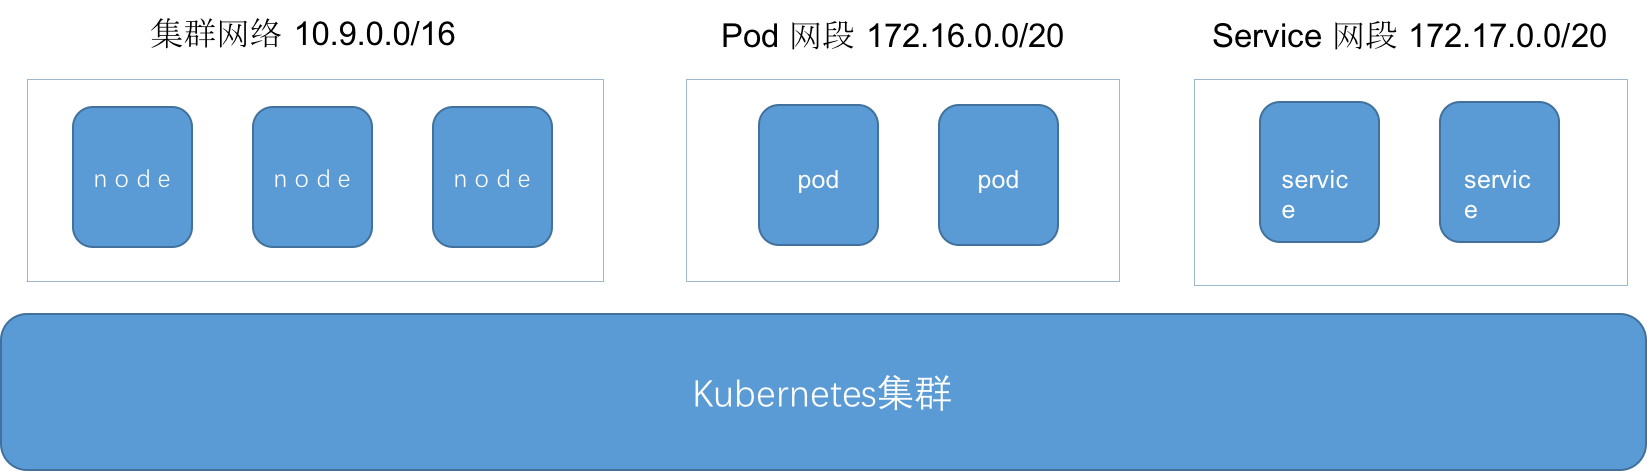 集群网络 10.9.0.0/16
Pod 网段 172.16.0.0/20
Service 网段 172.17.0.0/20
node
node
node
pod
pod
servic
e
servic
e
Kubernetes集群